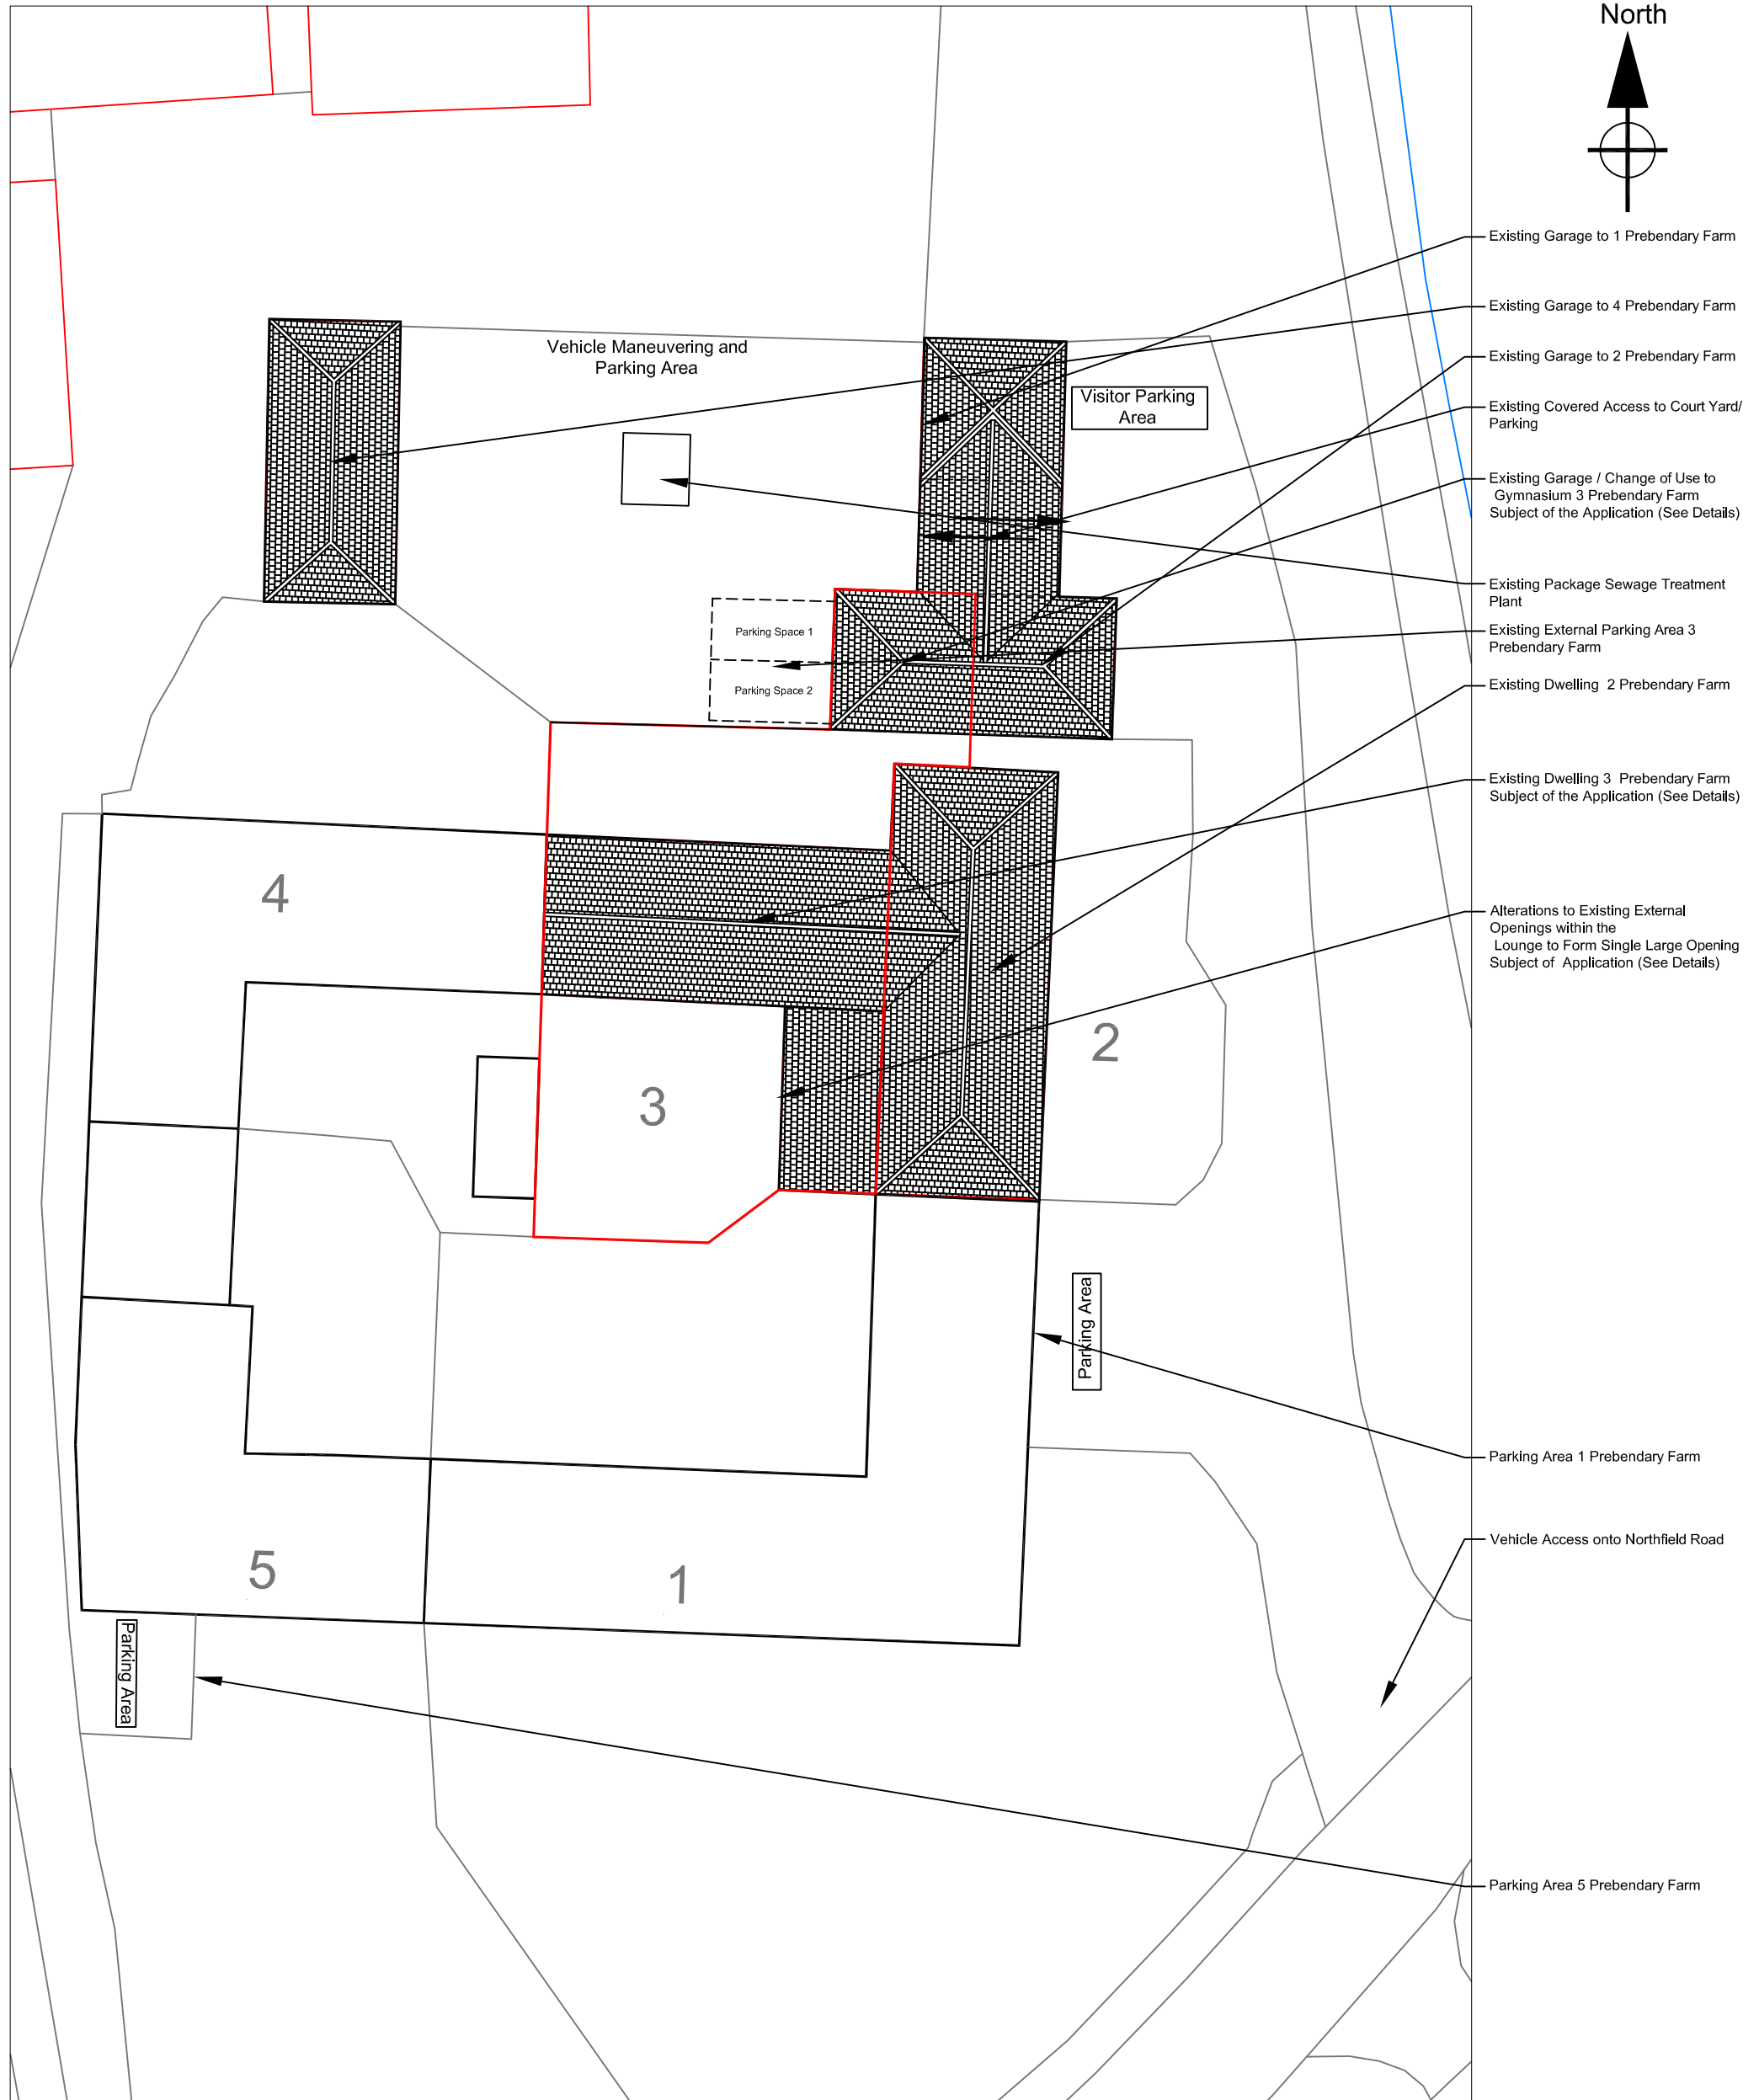 North
Existing Garage to 1 Prebendary Farm
Existing Garage to 4 Prebendary Farm
Existing Garage to 2 Prebendary Farm
Existing Covered Access to Court Yard/
Parking
Existing Garage / Change of Use to
Gymnasium 3 Prebendary Farm
Subject of the Application (See Details)
Existing Package Sewage Treatment
Plant
Existing External Parking Area 3
Prebendary Farm
Existing Dwelling 2 Prebendary Farm
Existing Dwelling 3 Prebendary Farm
Subject of the Application (See Details)
Alterations to Existing External
Openings within the
Lounge to Form Single Large Opening
Subject of Application (See Details)
Parking Area 1 Prebendary Farm
Vehicle Access onto Northfield Road
Parking Area 5 Prebendary Farm
Vehicle Maneuvering and
Parking Area
Visitor Parking
Area
Parking Space 1
Parking Space 2
4
2
3
Parking Area
5
1
Parking Area